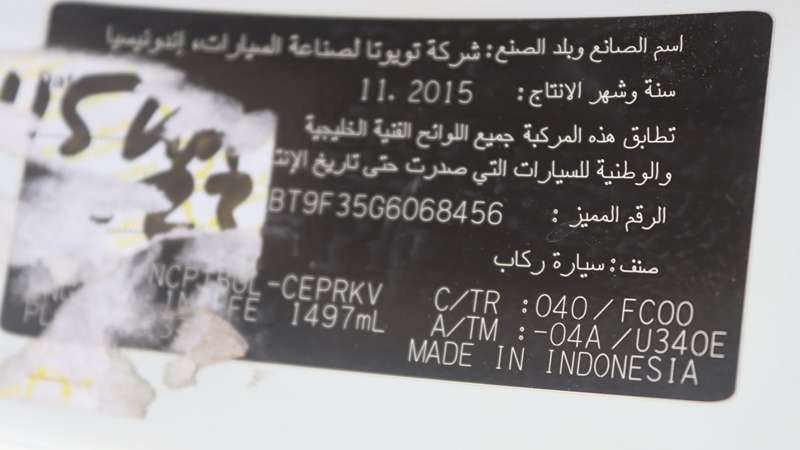 اسم الصانع وبلد الصنع: شركة تويوتا لصناعة السيارات، إندونيسيا
سنة وشهر الانتاج: 11. 2015
تطابق هذه المركبة جميع اللوائح الفنية الخليجية
والوطنية للسيارات التي صدرت حتى تاريخ
الرقم المميز : BT9F35G6068456
صنف: سيارة ركاب
-CEPRKV C/TR :040/FC00
1497mL A/TM :-04A/U340E
MADE IN INDONESIA